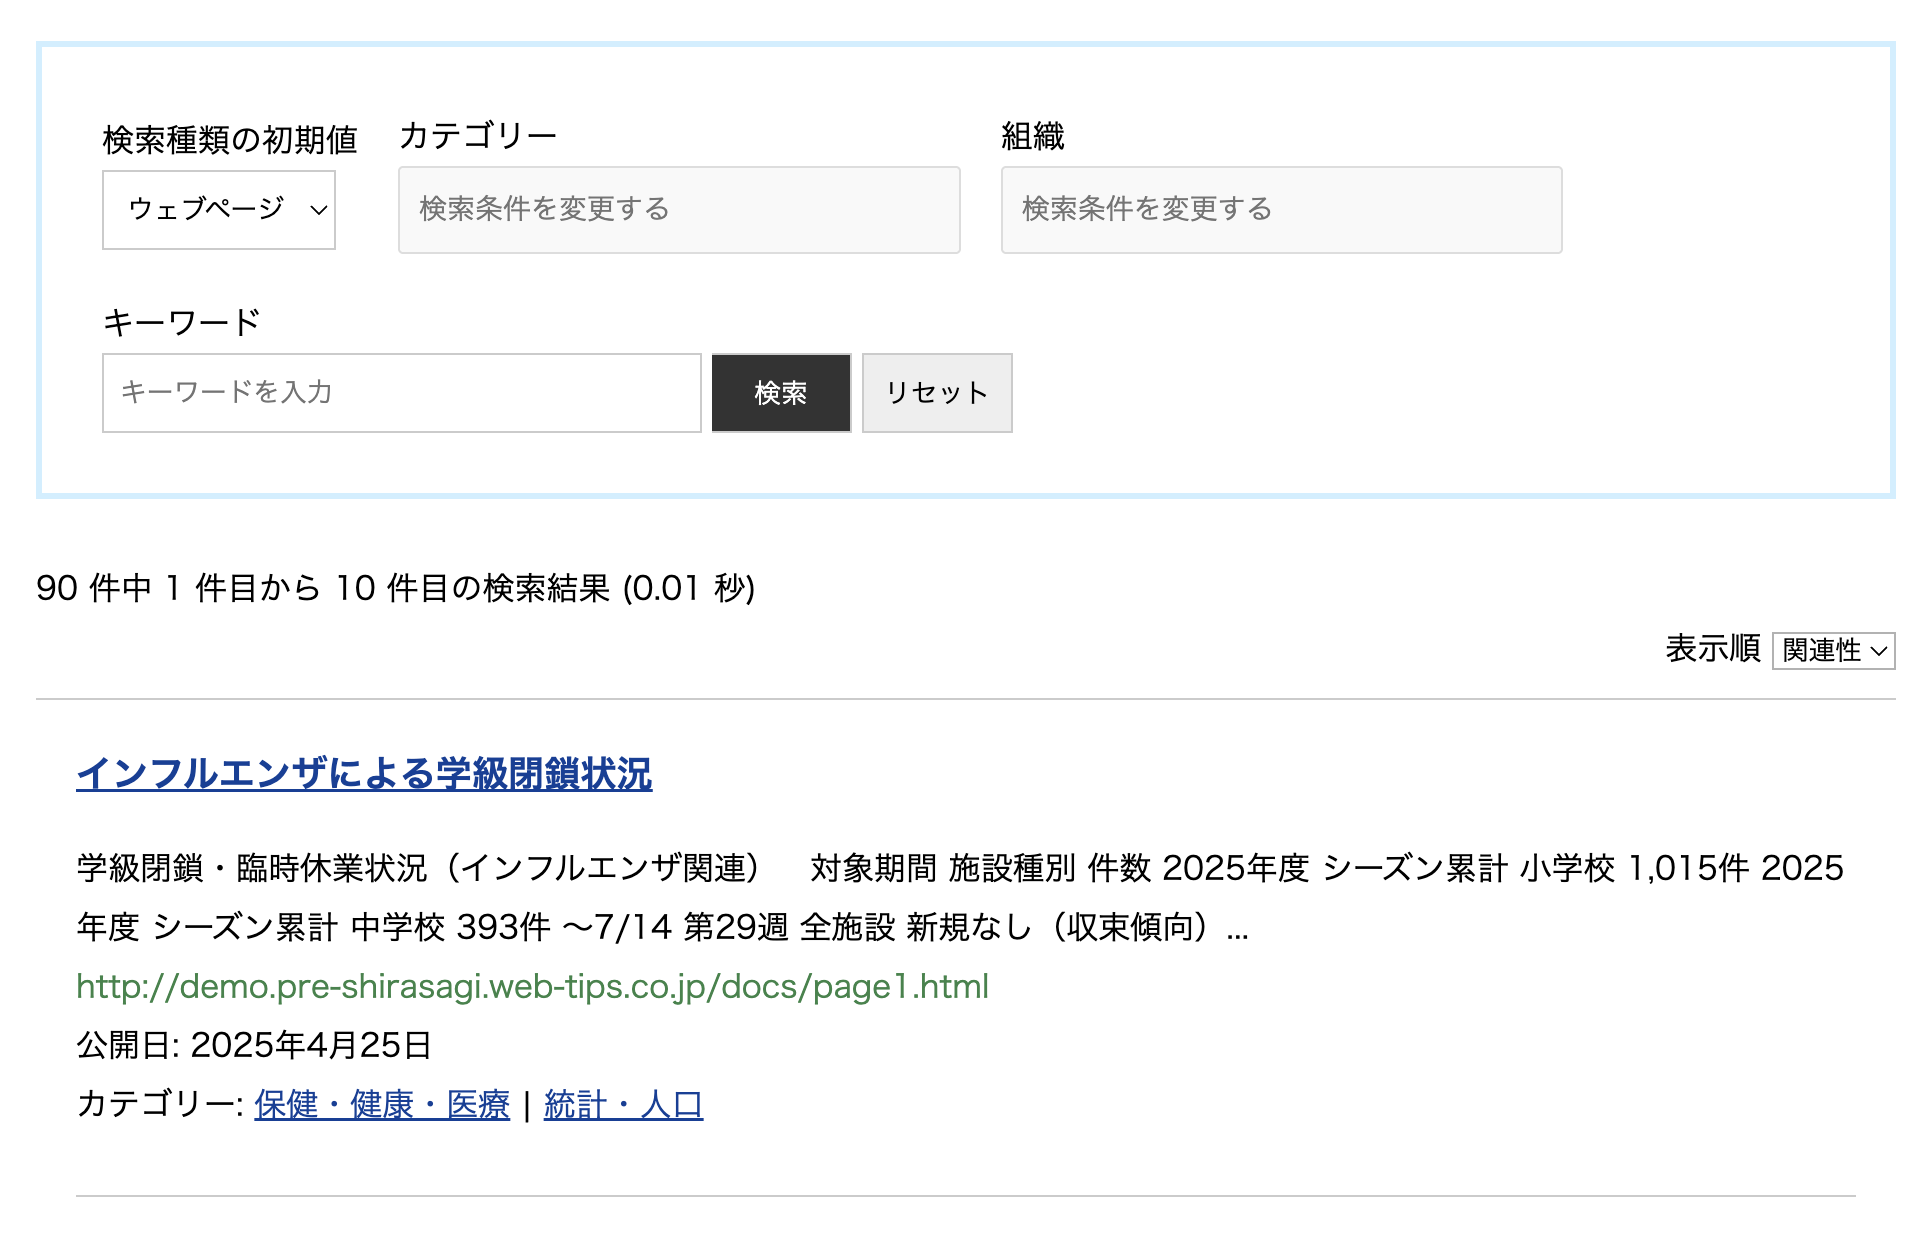 検索種類の初期値 カテゴリー 組織
ウェブページ 検索条件を変更する 検索条件を変更する
キーワード
キーワードを入力 検索 リセット
90 件中 1 件目から 10 件目の検索結果 (0.01 秒)
表示順 関連性
インフルエンザによる学級閉鎖状況
学級閉鎖・臨時休業状況（インフルエンザ関連）　対象期間 施設種別 件数 2025年度 シーズン累計 小学校 1,015件 2025
年度 シーズン累計 中学校 393件 〜7/14 第29週 全施設 新規なし（収束傾向）...
http://demo.pre-shirasagi.web-tips.co.jp/docs/page1.html
公開日: 2025年4月25日
カテゴリー: 保健・健康・医療 | 統計・人口